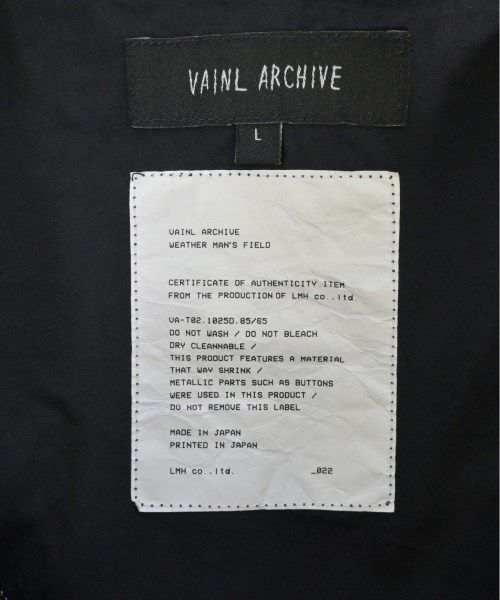 VAINL ARCHIVE
L
VAINL ARCHIVE
WEATHER MAN'S FIELD
CERTIFICATE OF AUTHENTICITY ITEM
FROM THE PRODUCTION OF LMH co.,ltd.
VA-T02.1025D.85/65
DO NOT WASH / DO NOT BLEACH
DRY CLEANNABLE /
THIS PRODUCT FEATURES A MATERIAL
THAT WAY SHRINK /
METALLIC PARTS SUCH AS BUTTONS
WERE USED IN THIS PRODUCT /
DO NOT REMOVE THIS LABEL
MADE IN JAPAN
PRINTED IN JAPAN
LMH co.,ltd. _022